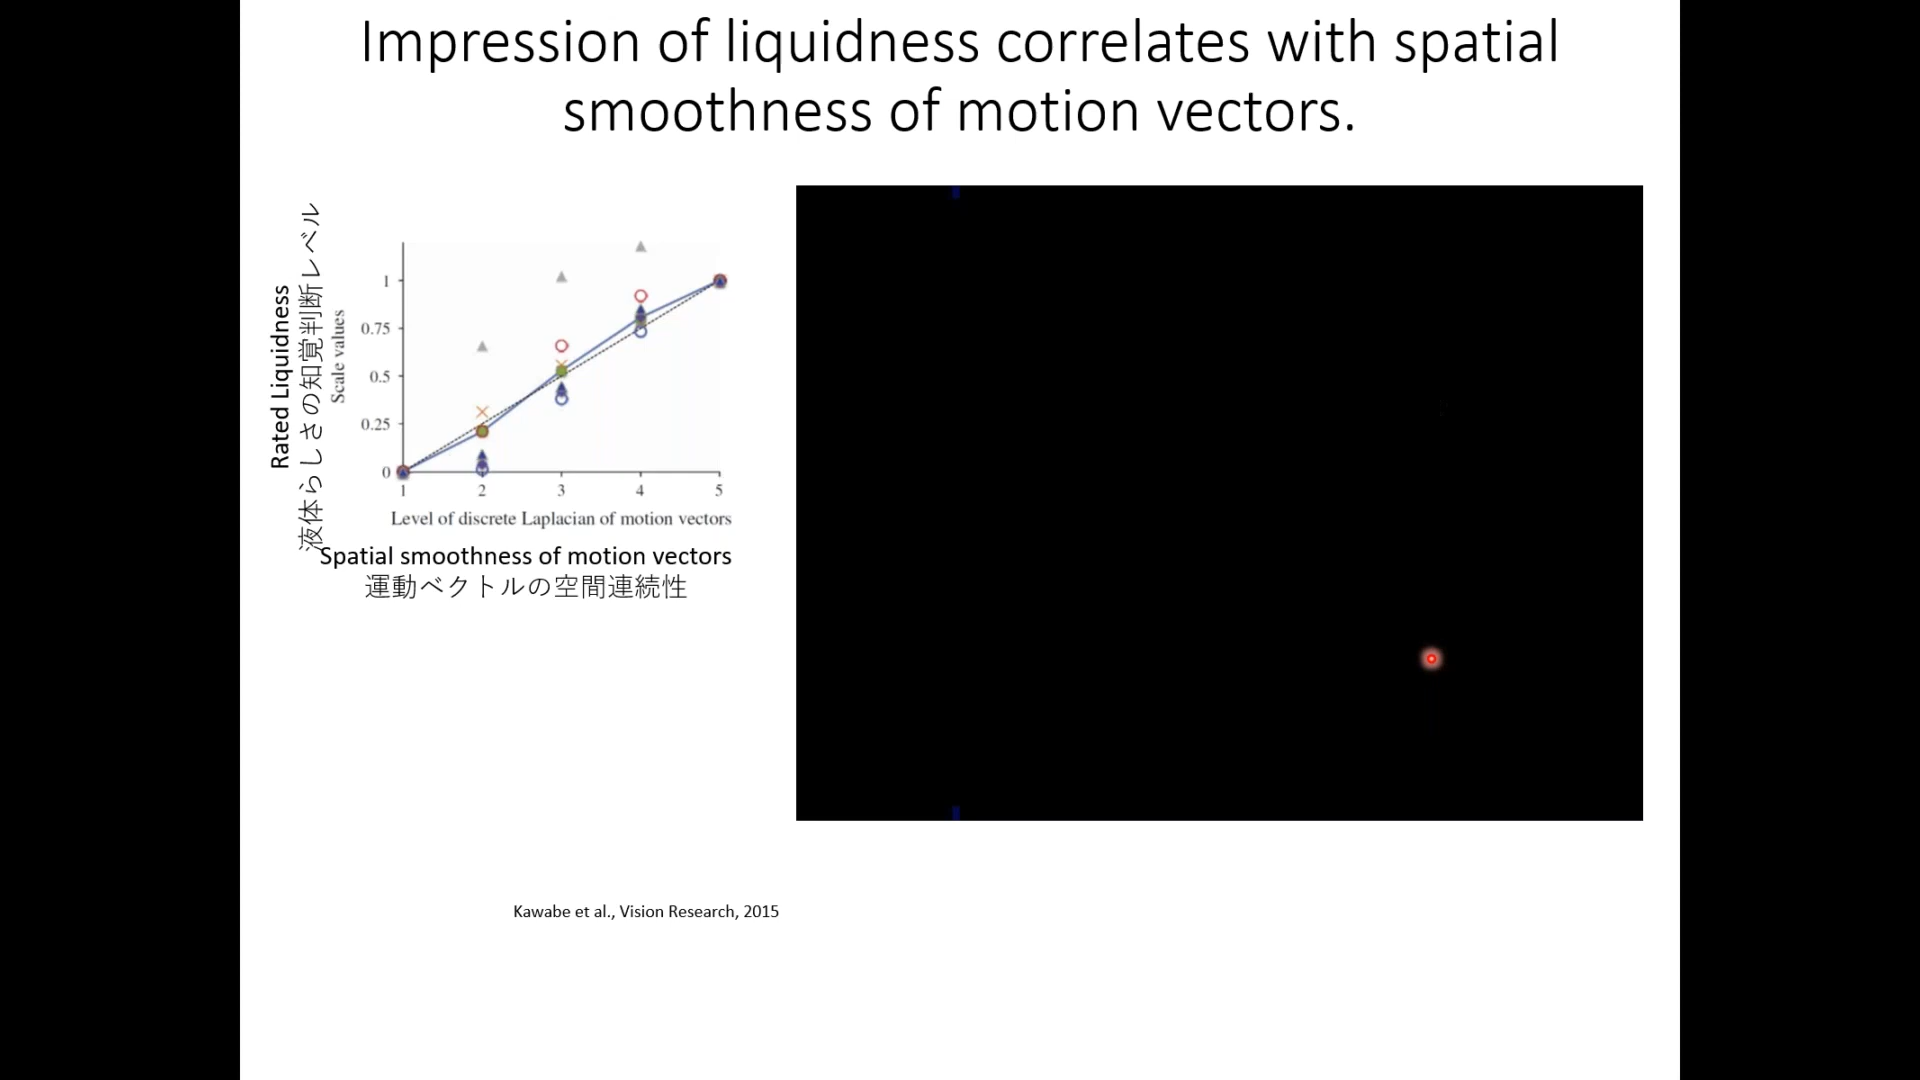 Impression of liquidness correlates with spatial
smoothness of motion vectors.
Rated Liquidness
液体らしさの知覚判断レベル
Scale values
1
0.75
0.5
0.25
0
1 2 3 4 5
Level of discrete Laplacian of motion vectors
Spatial smoothness of motion vectors
運動ベクトルの空間連続性
Kawabe et al., Vision Research, 2015